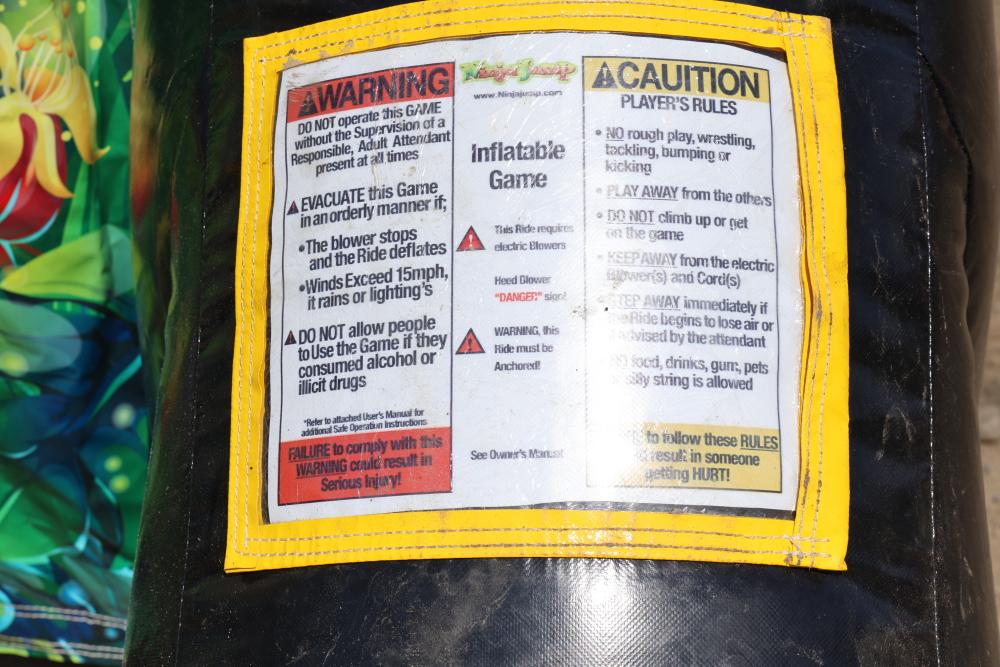 WARNING
DO NOT operate this GAME
without the Supervision of a
Responsible, Adult Attendant
present at all times
EVACUATE this Game
in an orderly manner if;
•The blower stops
and the Ride deflates
•Winds Exceed 15mph,
it rains or lighting's
DO NOT allow people
to Use the Game if they
consumed alcohol or
illicit drugs
*Refer to attached User's Manual for
additional Safe Operation Instructions
FAILURE to comply with this
WARNING could result in
Serious Injury!
Ninja Jump
www.Ninjajump.com
Inflatable
Game
This Ride requires
electric Blowers
Heed Blower
"DANGER" sign!
WARNING, this
Ride must be
Anchored!
See Owner's Manual
CAUITION
PLAYER'S RULES
• NO rough play, wrestling,
tackling, bumping or
kicking
• PLAY AWAY from the others
• DO NOT climb up or get
on the game
• KEEP AWAY from the electric
Blower(s) and Cord(s)
• STEP AWAY immediately if
the Ride begins to lose air or
advised by the attendant
food, drinks, gum, pets
silly string is allowed
to follow these RULES
result in someone
getting HURT!